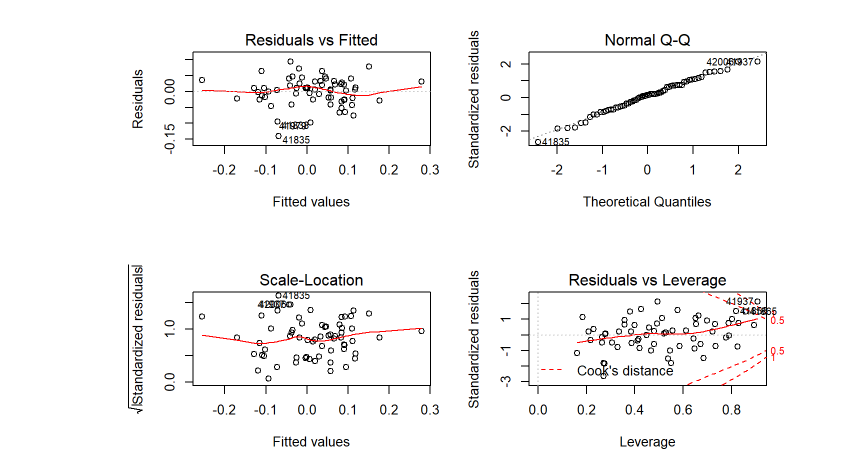 Residuals vs Fitted
Residuals
-0.15 0.00
41835
-0.2 -0.1 0.0 0.1 0.2 0.3
Fitted values
Normal Q-Q
Standardized residuals
-2 0 2
41937
41835
-2 -1 0 1 2
Theoretical Quantiles
Scale-Location
√|Standardized residuals|
0.0 1.0
41835
-0.2 -0.1 0.0 0.1 0.2 0.3
Fitted values
Residuals vs Leverage
Standardized residuals
-3 -1 1
41937
0.5
0.5
1
Cook's distance
0.0 0.2 0.4 0.6 0.8
Leverage